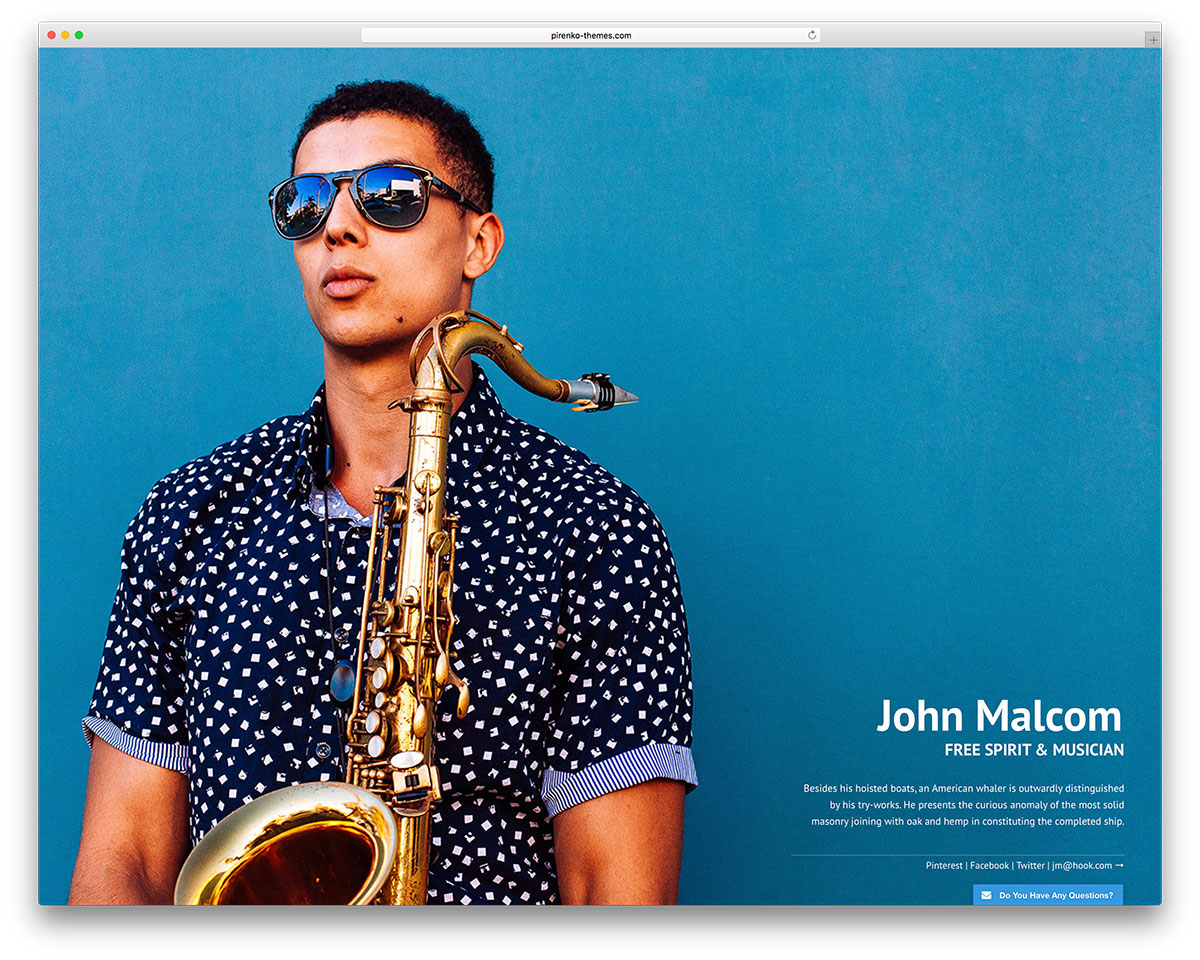 pirenko-themes.com
John Malcom
FREE SPIRIT & MUSICIAN
Besides his hoisted boats, an American whaler is outwardly distinguished
by his try-works. He presents the curious anomaly of the most solid
masonry joining with oak and hemp in constituting the completed ship.
Pinterest | Facebook | Twitter | jm@hook.com →
Do You Have Any Questions?